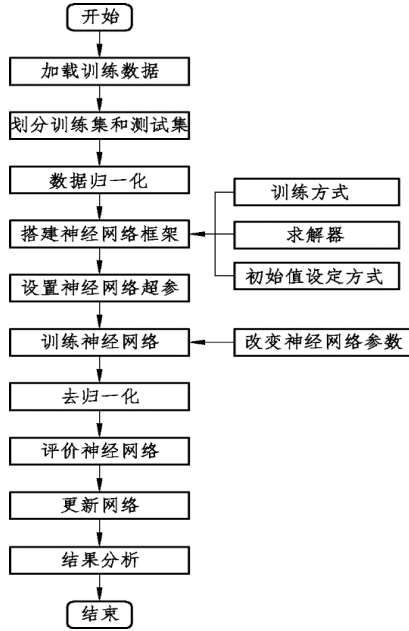 开始
加载训练数据
划分训练集和测试集
数据归一化
训练方式
搭建神经网络框架
求解器
初始值设定方式
设置神经网络超参
训练神经网络
改变神经网络参数
去归一化
评价神经网络
更新网络
结果分析
结束